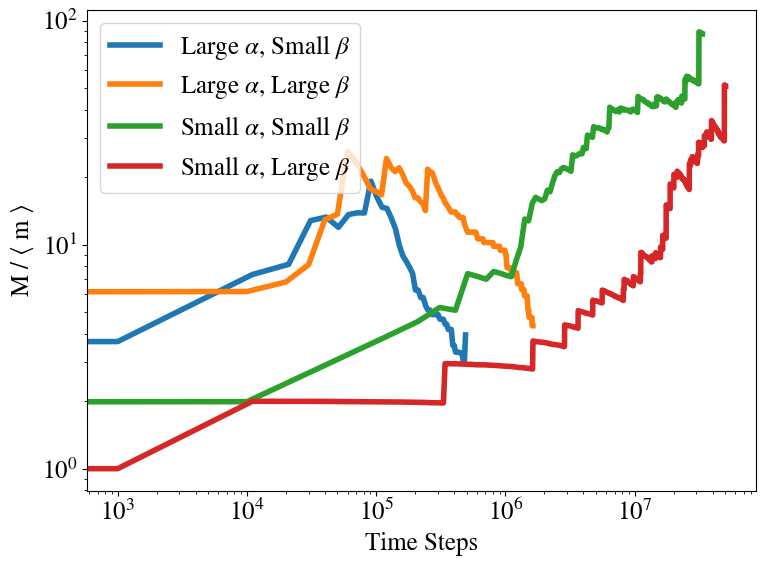 10²
10¹
10⁰
M / ⟨ m ⟩
Large α, Small β
Large α, Large β
Small α, Small β
Small α, Large β
10³ 10⁴ 10⁵ 10⁶ 10⁷
Time Steps